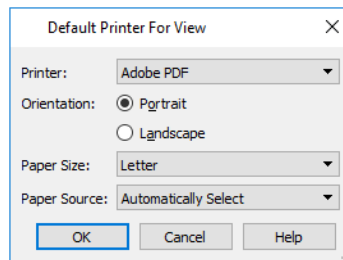 Default Printer For View
Printer: Adobe PDF
Orientation: Portrait
Landscape
Paper Size: Letter
Paper Source: Automatically Select
OK Cancel Help